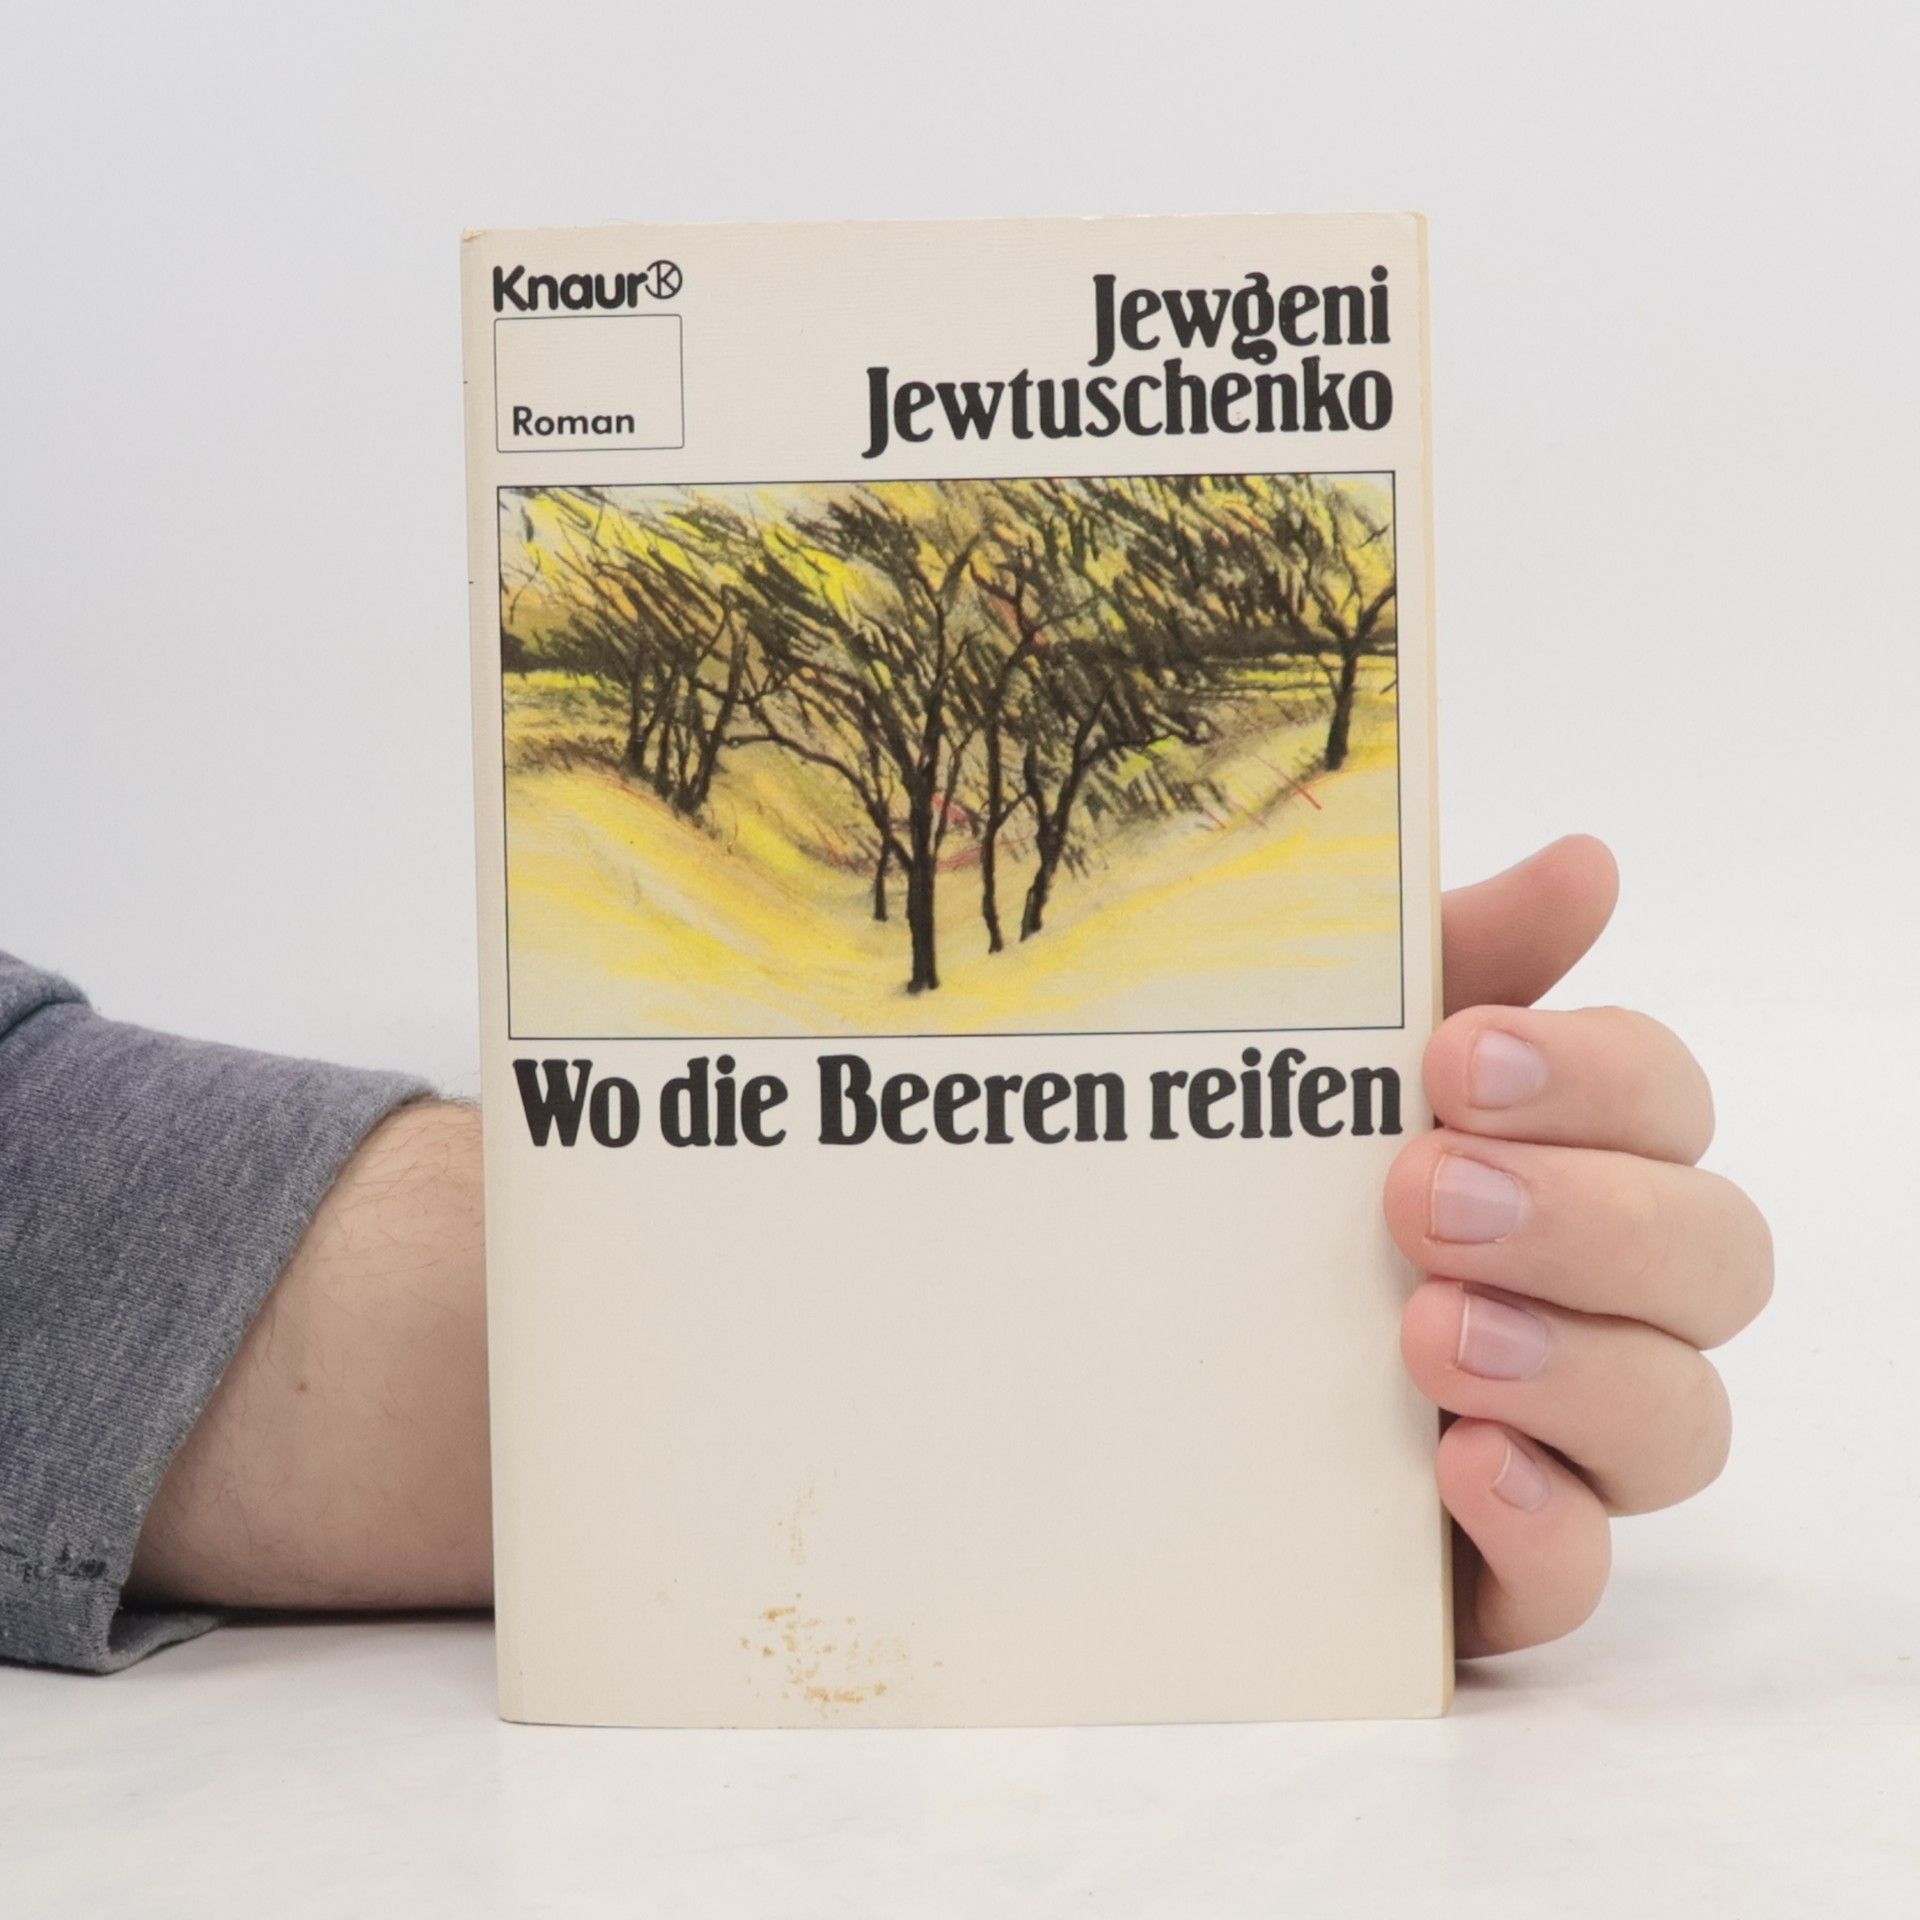 Knaur
Roman
Jewgeni
Jewtuschenko
Wo die Beeren reifen